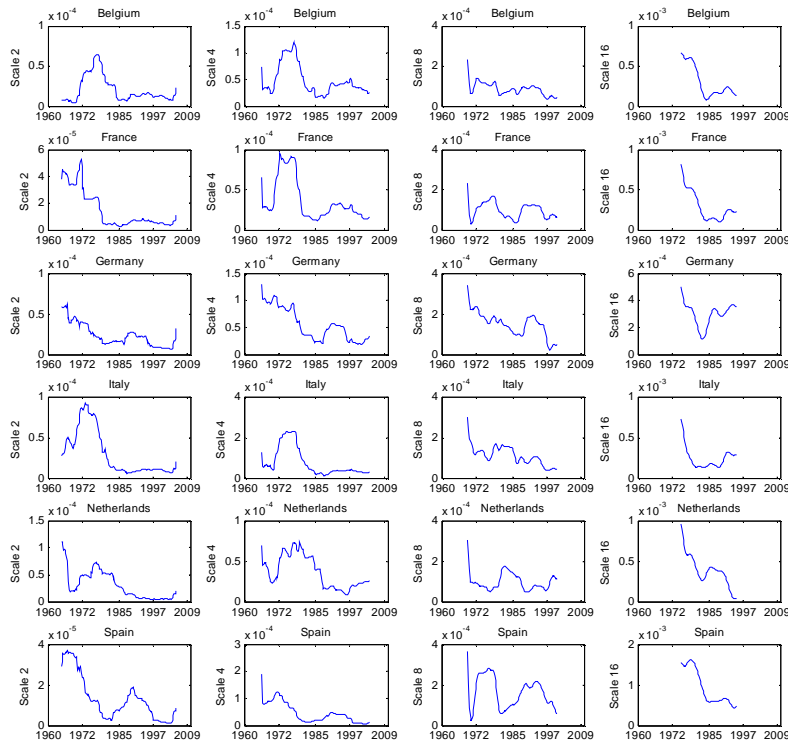 x 10-4 Belgium
1
Scale 2
0.5
0
1960 1972 1985 1997 2009
x 10-4 Belgium
1.5
Scale 4
1
0.5
0
1960 1972 1985 1997 2009
x 10-4 Belgium
4
Scale 8
2
0
1960 1972 1985 1997 2009
x 10-3 Belgium
1
Scale 16
0.5
0
1960 1972 1985 1997 2009
x 10-5 France
6
Scale 2
4
2
0
1960 1972 1985 1997 2009
x 10-4 France
1
Scale 4
0.5
0
1960 1972 1985 1997 2009
x 10-4 France
4
Scale 8
2
0
1960 1972 1985 1997 2009
x 10-3 France
1
Scale 16
0.5
0
1960 1972 1985 1997 2009
x 10-4 Germany
1
Scale 2
0.5
0
1960 1972 1985 1997 2009
x 10-4 Germany
1.5
Scale 4
1
0.5
0
1960 1972 1985 1997 2009
x 10-4 Germany
4
Scale 8
2
0
1960 1972 1985 1997 2009
x 10-4 Germany
6
Scale 16
4
2
0
1960 1972 1985 1997 2009
x 10-4 Italy
1
Scale 2
0.5
0
1960 1972 1985 1997 2009
x 10-4 Italy
4
Scale 4
2
0
1960 1972 1985 1997 2009
x 10-4 Italy
4
Scale 8
2
0
1960 1972 1985 1997 2009
x 10-3 Italy
1
Scale 16
0.5
0
1960 1972 1985 1997 2009
x 10-4 Netherlands
1.5
Scale 2
1
0.5
0
1960 1972 1985 1997 2009
x 10-4 Netherlands
1
Scale 4
0.5
0
1960 1972 1985 1997 2009
x 10-4 Netherlands
4
Scale 8
2
0
1960 1972 1985 1997 2009
x 10-3 Netherlands
1
Scale 16
0.5
0
1960 1972 1985 1997 2009
x 10-5 Spain
4
Scale 2
2
0
1960 1972 1985 1997 2009
x 10-4 Spain
3
Scale 4
2
1
0
1960 1972 1985 1997 2009
x 10-4 Spain
4
Scale 8
2
0
1960 1972 1985 1997 2009
x 10-3 Spain
2
Scale 16
1
0
1960 1972 1985 1997 2009